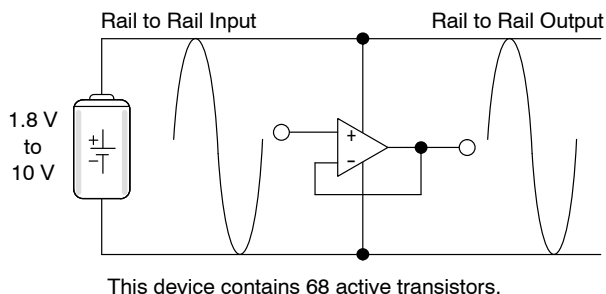 Rail to Rail Input
Rail to Rail Output
1.8 V
to
10 V
+
−
+
−
This device contains 68 active transistors.